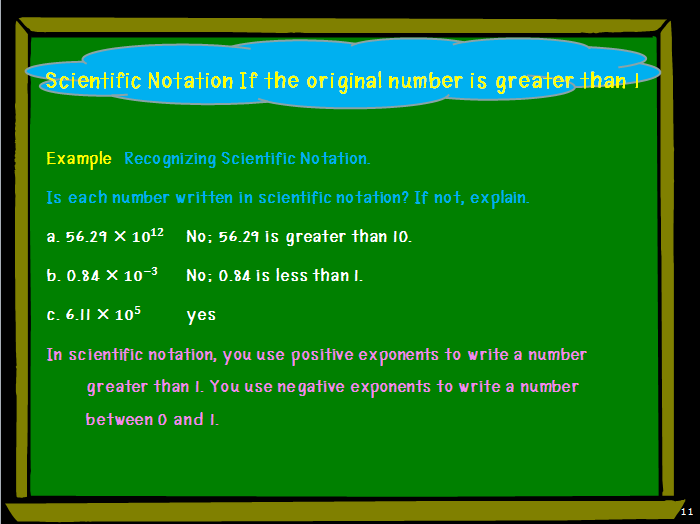 Scientific Notation If the original number is greater than 1
Example Recognizing Scientific Notation.
Is each number written in scientific notation? If not, explain.
a. 56.29 × 10¹² No; 56.29 is greater than 10.
b. 0.84 × 10⁻³ No; 0.84 is less than 1.
c. 6.11 × 10⁵ yes
In scientific notation, you use positive exponents to write a number
greater than 1. You use negative exponents to write a number
between 0 and 1.
11